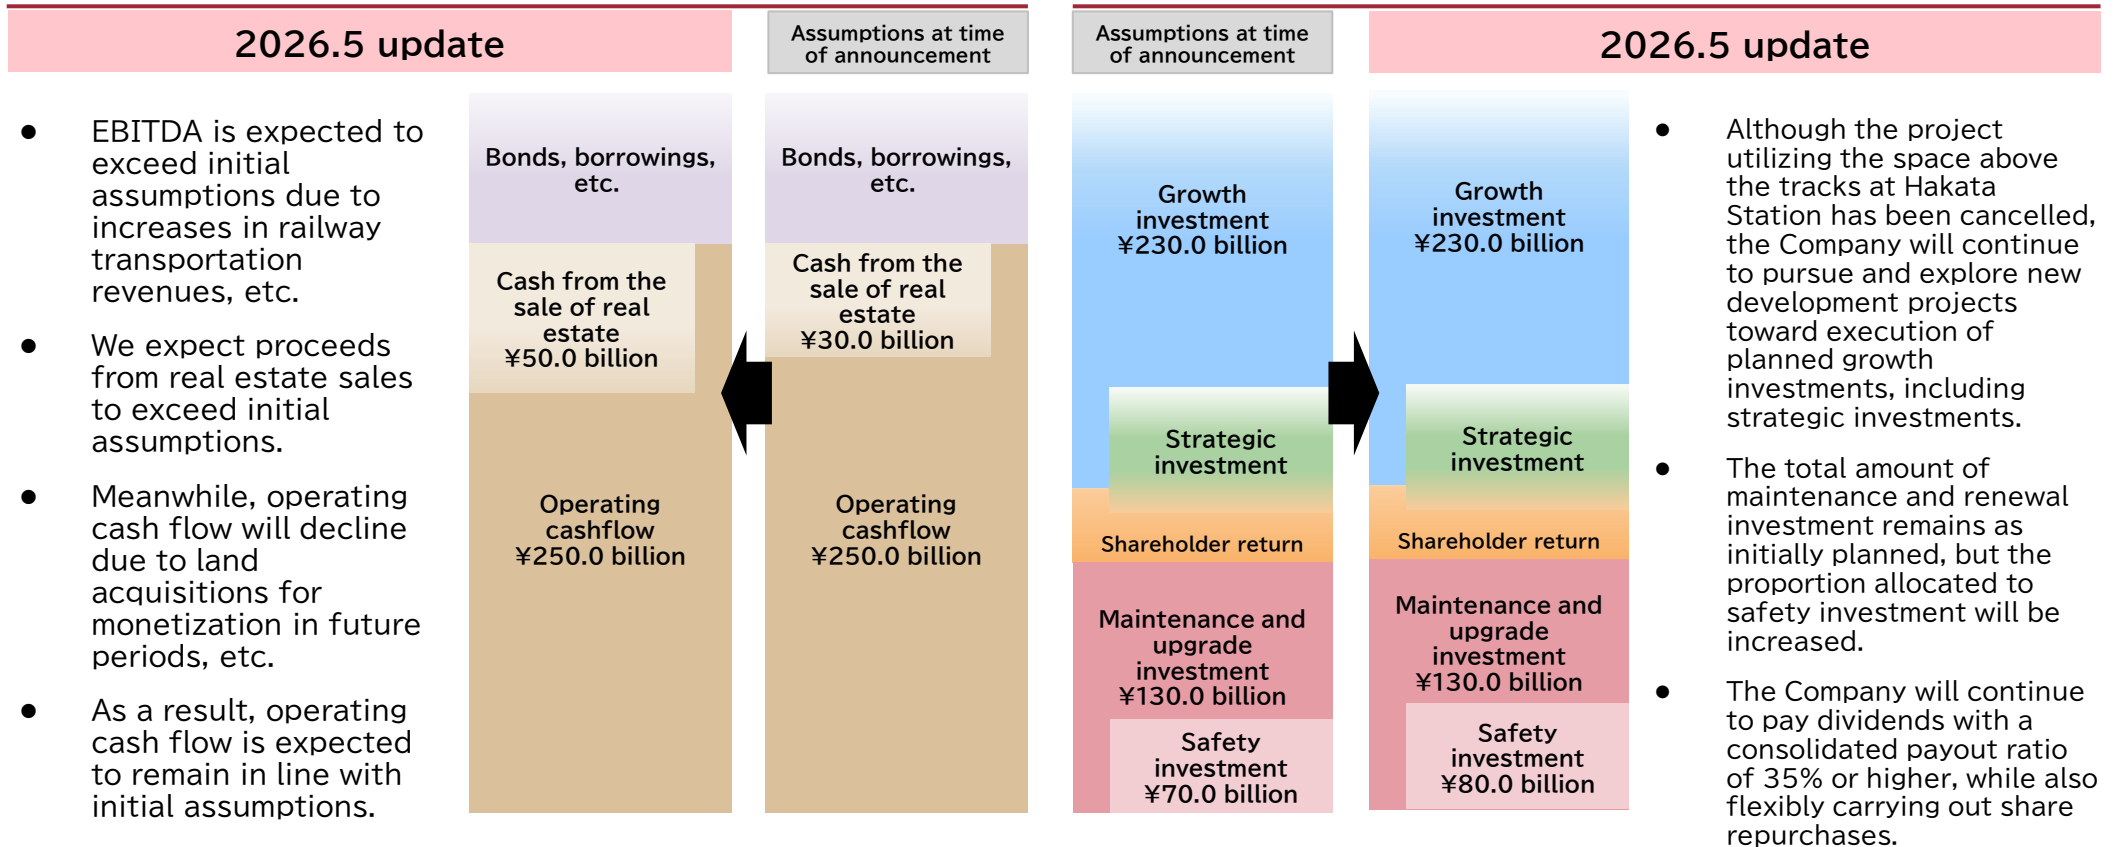 2026.5 update
Assumptions at time
of announcement
Assumptions at time
of announcement
2026.5 update
● EBITDA is expected to
exceed initial
assumptions due to
increases in railway
transportation
revenues, etc.
● We expect proceeds
from real estate sales
to exceed initial
assumptions.
● Meanwhile, operating
cash flow will decline
due to land
acquisitions for
monetization in future
periods, etc.
● As a result, operating
cash flow is expected
to remain in line with
initial assumptions.
Bonds, borrowings,
etc.
Cash from the
sale of real
estate
¥50.0 billion
Operating
cashflow
¥250.0 billion
Bonds, borrowings,
etc.
Cash from the
sale of real
estate
¥30.0 billion
Operating
cashflow
¥250.0 billion
Growth
investment
¥230.0 billion
Strategic
investment
Shareholder return
Maintenance and
upgrade
investment
¥130.0 billion
Safety
investment
¥70.0 billion
Growth
investment
¥230.0 billion
Strategic
investment
Shareholder return
Maintenance and
upgrade
investment
¥130.0 billion
Safety
investment
¥80.0 billion
● Although the project
utilizing the space above
the tracks at Hakata
Station has been cancelled,
the Company will continue
to pursue and explore new
development projects
toward execution of
planned growth
investments, including
strategic investments.
● The total amount of
maintenance and renewal
investment remains as
initially planned, but the
proportion allocated to
safety investment will be
increased.
● The Company will continue
to pay dividends with a
consolidated payout ratio
of 35% or higher, while also
flexibly carrying out share
repurchases.